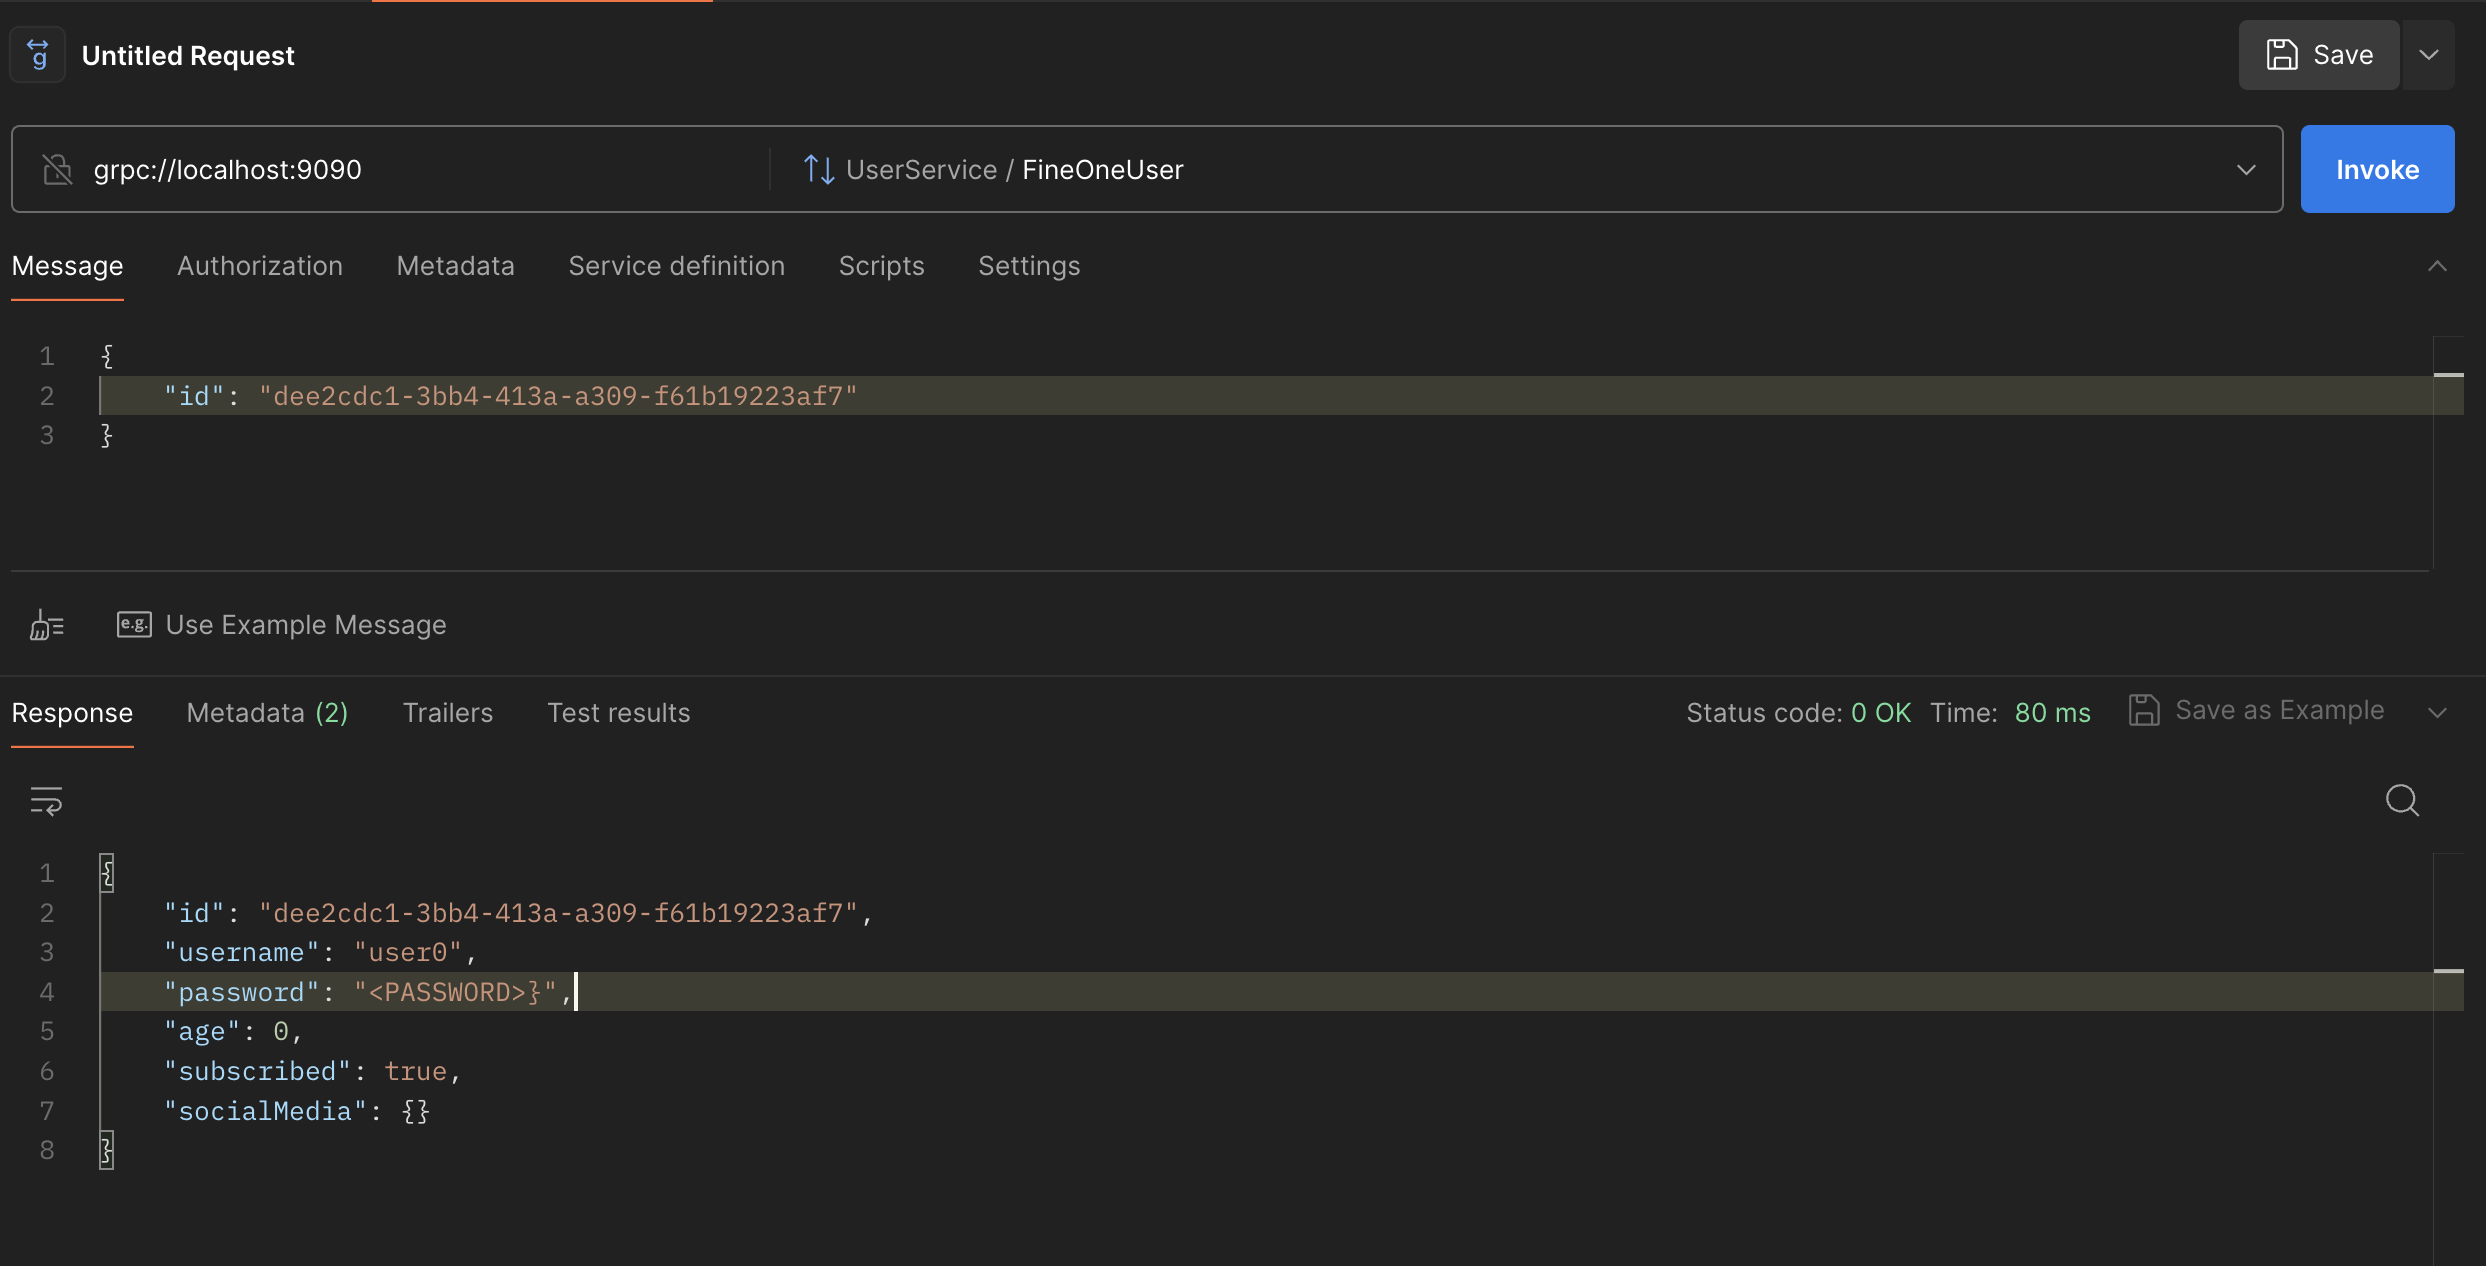 Untitled Request
Save
grpc://localhost:9090
UserService / FineOneUser
Invoke
Message Authorization Metadata Service definition Scripts Settings
1 {
2 "id": "dee2cdc1-3bb4-413a-a309-f61b19223af7"
3 }
e.g. Use Example Message
Response Metadata (2) Trailers Test results
Status code: 0 OK Time: 80 ms Save as Example
1 {
2 "id": "dee2cdc1-3bb4-413a-a309-f61b19223af7",
3 "username": "user0",
4 "password": "<PASSWORD>}",
5 "age": 0,
6 "subscribed": true,
7 "socialMedia": {}
8 }